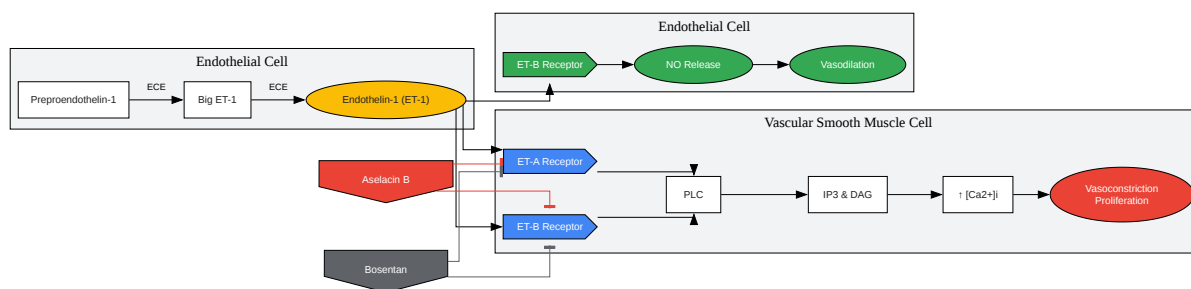 Endothelial Cell
Preproendothelin-1
ECE
Big ET-1
ECE
Endothelin-1 (ET-1)
Endothelial Cell
ET-B Receptor
NO Release
Vasodilation
Vascular Smooth Muscle Cell
ET-A Receptor
ET-B Receptor
PLC
IP3 & DAG
↑ [Ca2+]i
Vasoconstriction
Proliferation
Aselacin B
Bosentan